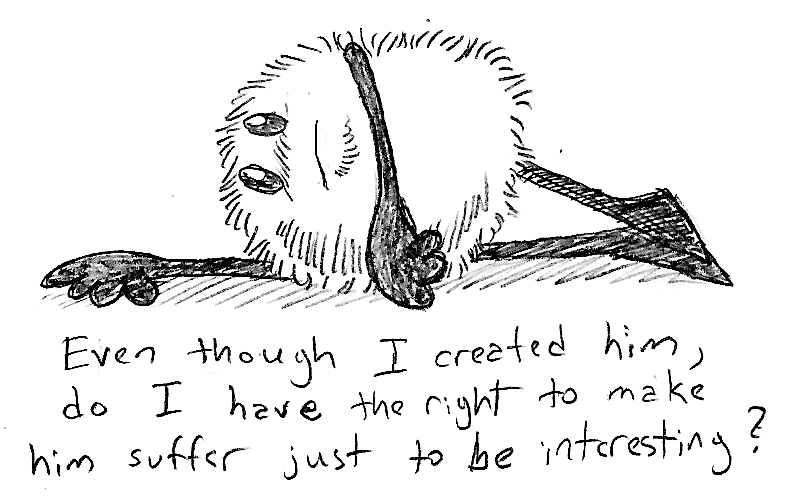 Even though I created him,
do I have the right to make
him suffer just to be interesting?